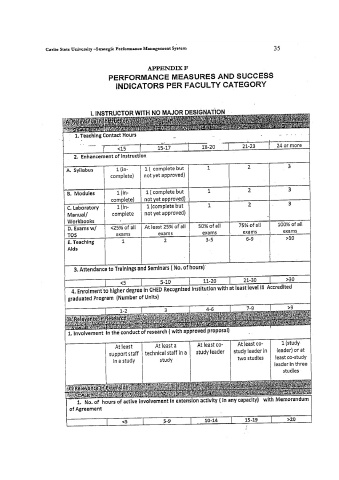 Cavite State University –Strategic Performance Management System 35
APPENDIX F
PERFORMANCE MEASURES AND SUCCESS
INDICATORS PER FACULTY CATEGORY
I. INSTRUCTOR WITH NO MAJOR DESIGNATION
1. Teaching Contact Hours
<15 15-17 18-20 21-23 24 or more
2. Enhancement of Instruction
A. Syllabus 1 (in- 1 ( complete but 1 2 3
complete) not yet approved)
B. Modules 1 (in- 1 ( complete but 1 2 3
complete) not yet approved)
C. Laboratory 1 (in- 1 (complete but 1 2 3
Manual/ complete not yet approved)
Workbooks
D. Exams w/ <25% of all At least 25% of all 50% of all 75% of all 100% of all
TOS exams exams exams exams exams
E. Teaching 1 2 3-5 6-9 >10
Aids
3. Attendance to Trainings and Seminars ( No. of hours)
<5 5-10 11-20 21-30 >30
4. Enrolment to higher degree in CHED Recognized Institution with at least level III Accredited
graduated Program (Number of Units)
1-2 3 4-6 7-9 >9
1. Involvement in the conduct of research ( with approved proposal)
At least At least a At least co- At least co- 1 (study
support staff technical staff in a study leader study leader in leader) or at
in a study study two studies least co-study
leader in three
studies
1. No. of hours of active involvement in extension activity ( in any capacity) with Memorandum
of Agreement
<5 5-9 10-14 15-19 >20